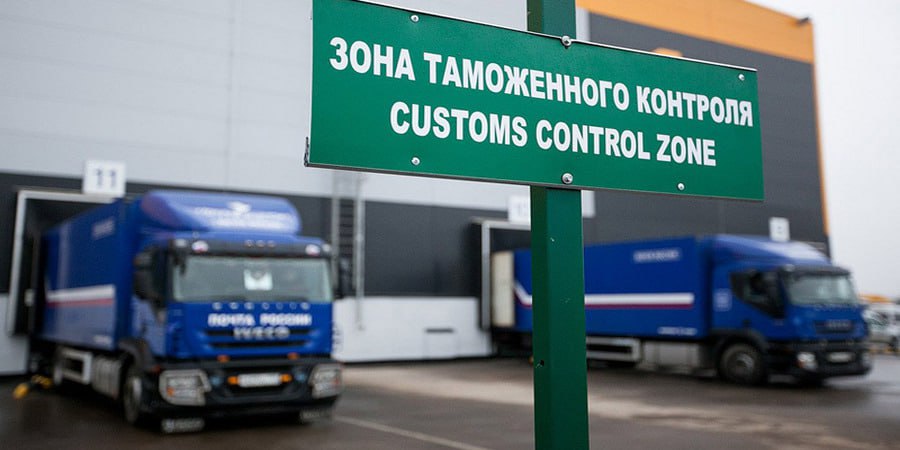 ЗОНА ТАМОЖЕННОГО КОНТРОЛЯ
CUSTOMS CONTROL ZONE
11
ПОЧТА РОССИИ
IVECO